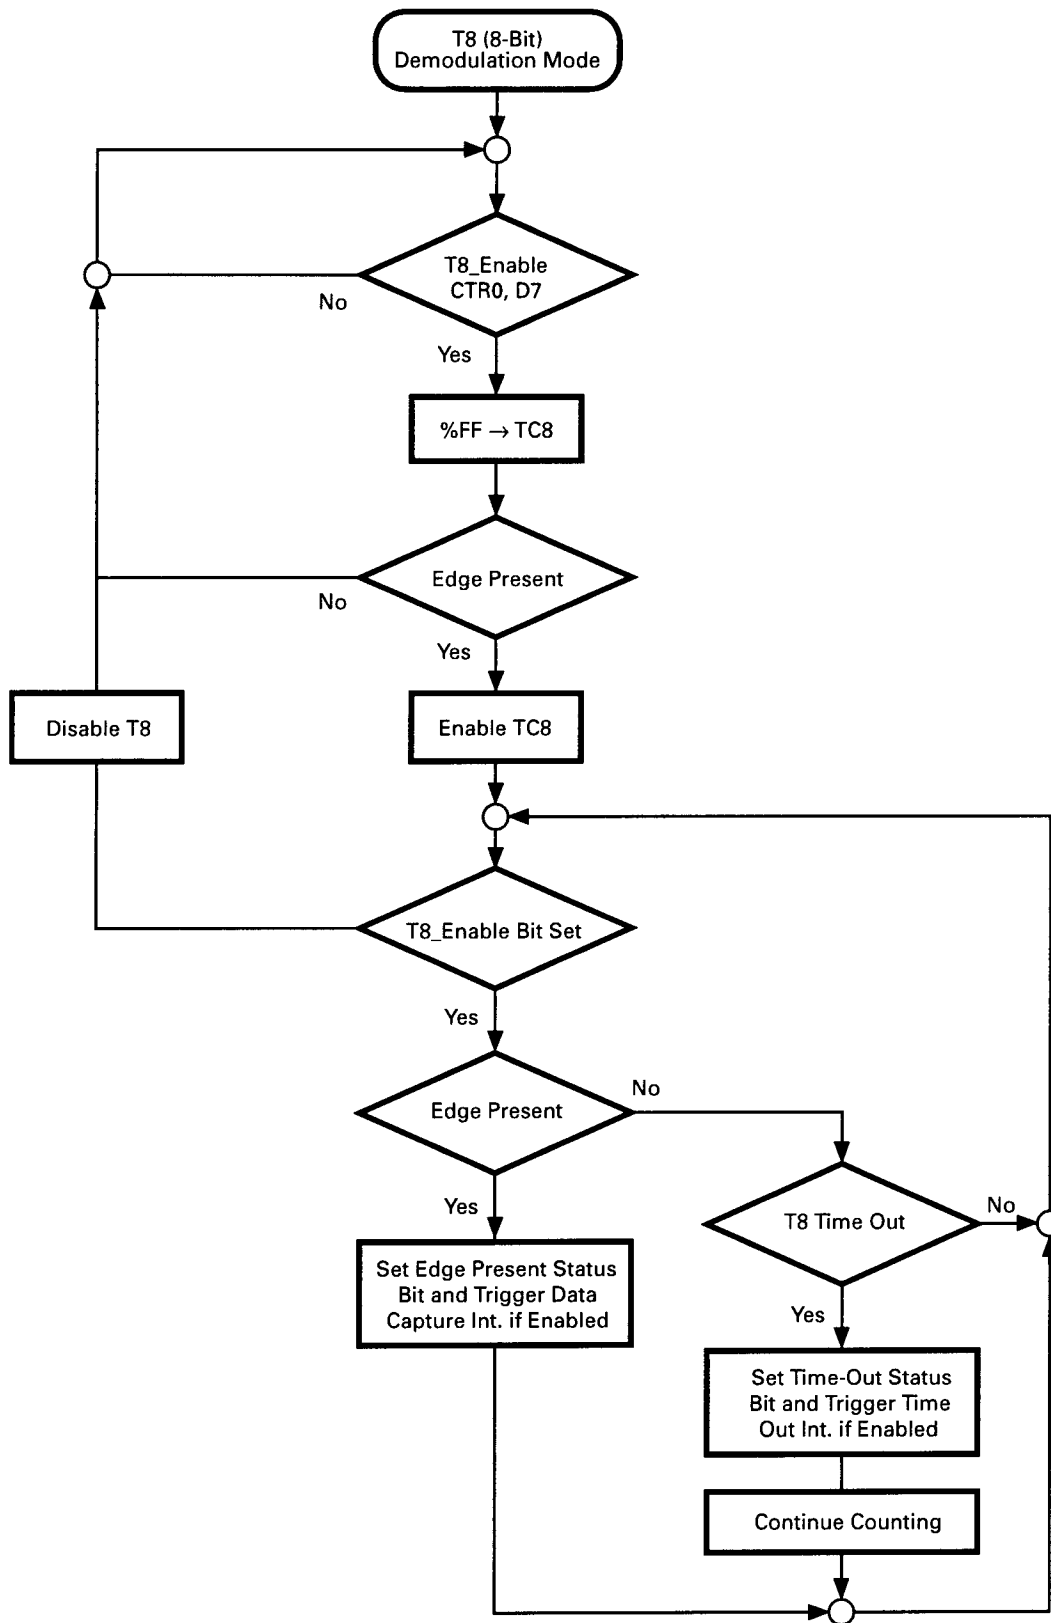 T8 (8-Bit)
Demodulation Mode
T8_Enable
CTR0, D7
No
Yes
%FF → TC8
Edge Present
No
Yes
Disable T8
Enable TC8
T8_Enable Bit Set
Yes
Edge Present
No
Yes
T8 Time Out
No
Set Edge Present Status
Bit and Trigger Data
Capture Int. if Enabled
Yes
Set Time-Out Status
Bit and Trigger Time
Out Int. if Enabled
Continue Counting